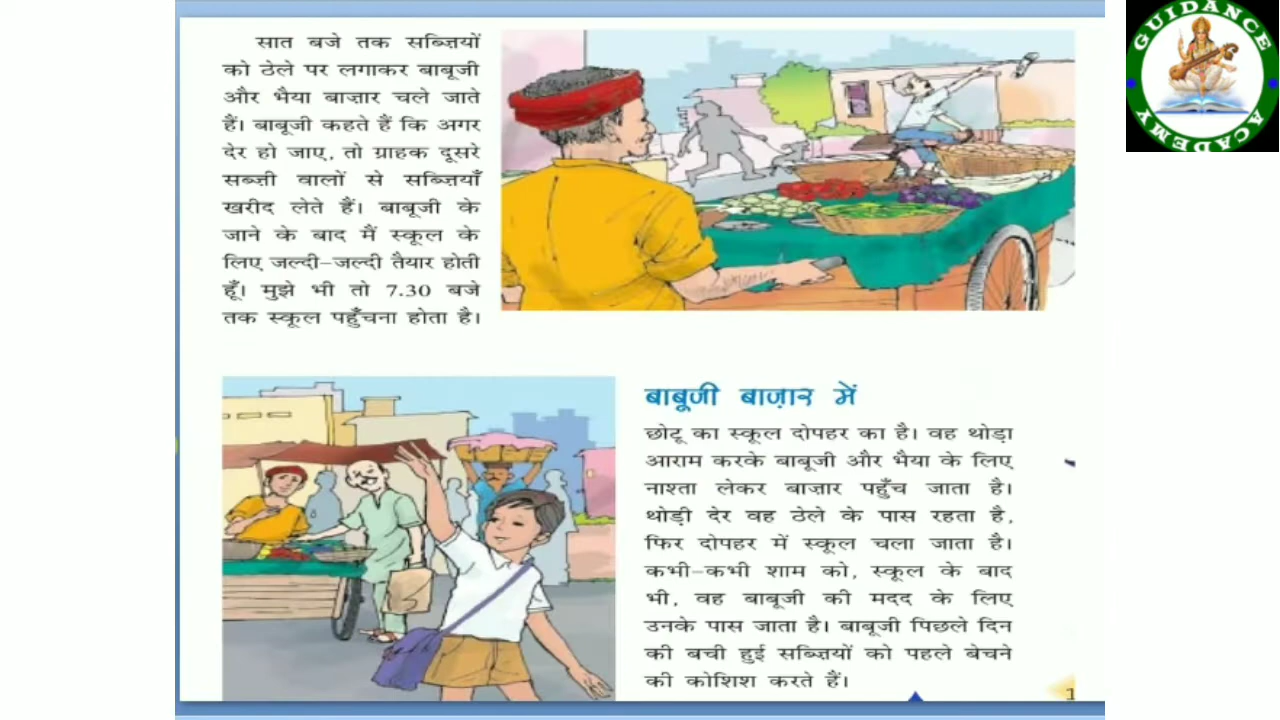 सात बजे तक सब्ज़ियों
को ठेले पर लगाकर बाबूजी
और भैया बाज़ार चले जाते
हैं। बाबूजी कहते हैं कि अगर
देर हो जाए, तो ग्राहक दूसरे
सब्ज़ी वालों से सब्ज़ियाँ
खरीद लेते हैं। बाबूजी के
जाने के बाद मैं स्कूल के
लिए जल्दी-जल्दी तैयार होती
हूँ। मुझे भी तो 7.30 बजे
तक स्कूल पहुँचना होता है।
बाबूजी बाज़ार में
छोटू का स्कूल दोपहर का है। वह थोड़ा
आराम करके बाबूजी और भैया के लिए
नाश्ता लेकर बाज़ार पहुँच जाता है।
थोड़ी देर वह ठेले के पास रहता है,
फिर दोपहर में स्कूल चला जाता है।
कभी-कभी शाम को, स्कूल के बाद
भी, वह बाबूजी की मदद के लिए
उनके पास जाता है। बाबूजी पिछले दिन
की बची हुई सब्ज़ियों को पहले बेचने
की कोशिश करते हैं।
1
GUIDANCE
ACADEMY